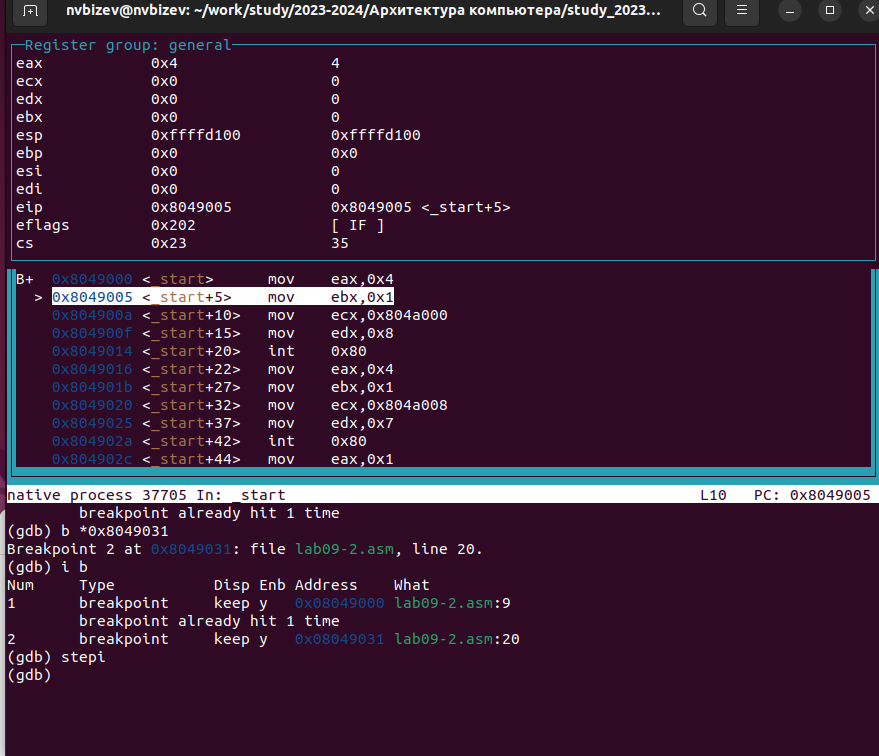 nvbizev@nvbizev: ~/work/study/2023-2024/Архитектура компьютера/study_2023...
Register group: general
eax 0x4 4
ecx 0x0 0
edx 0x0 0
ebx 0x0 0
esp 0xffffd100 0xffffd100
ebp 0x0 0x0
esi 0x0 0
edi 0x0 0
eip 0x8049005 0x8049005 <_start+5>
eflags 0x202 [ IF ]
cs 0x23 35
B+ 0x8049000 <_start> mov eax,0x4
> 0x8049005 <_start+5> mov ebx,0x1
0x804900a <_start+10> mov ecx,0x804a000
0x804900f <_start+15> mov edx,0x8
0x8049014 <_start+20> int 0x80
0x8049016 <_start+22> mov eax,0x4
0x804901b <_start+27> mov ebx,0x1
0x8049020 <_start+32> mov ecx,0x804a008
0x8049025 <_start+37> mov edx,0x7
0x804902a <_start+42> int 0x80
0x804902c <_start+44> mov eax,0x1
native process 37705 In: _start L10 PC: 0x8049005
breakpoint already hit 1 time
(gdb) b *0x8049031
Breakpoint 2 at 0x8049031: file lab09-2.asm, line 20.
(gdb) i b
Num Type Disp Enb Address What
1 breakpoint keep y 0x08049000 lab09-2.asm:9
breakpoint already hit 1 time
2 breakpoint keep y 0x08049031 lab09-2.asm:20
(gdb) stepi
(gdb)